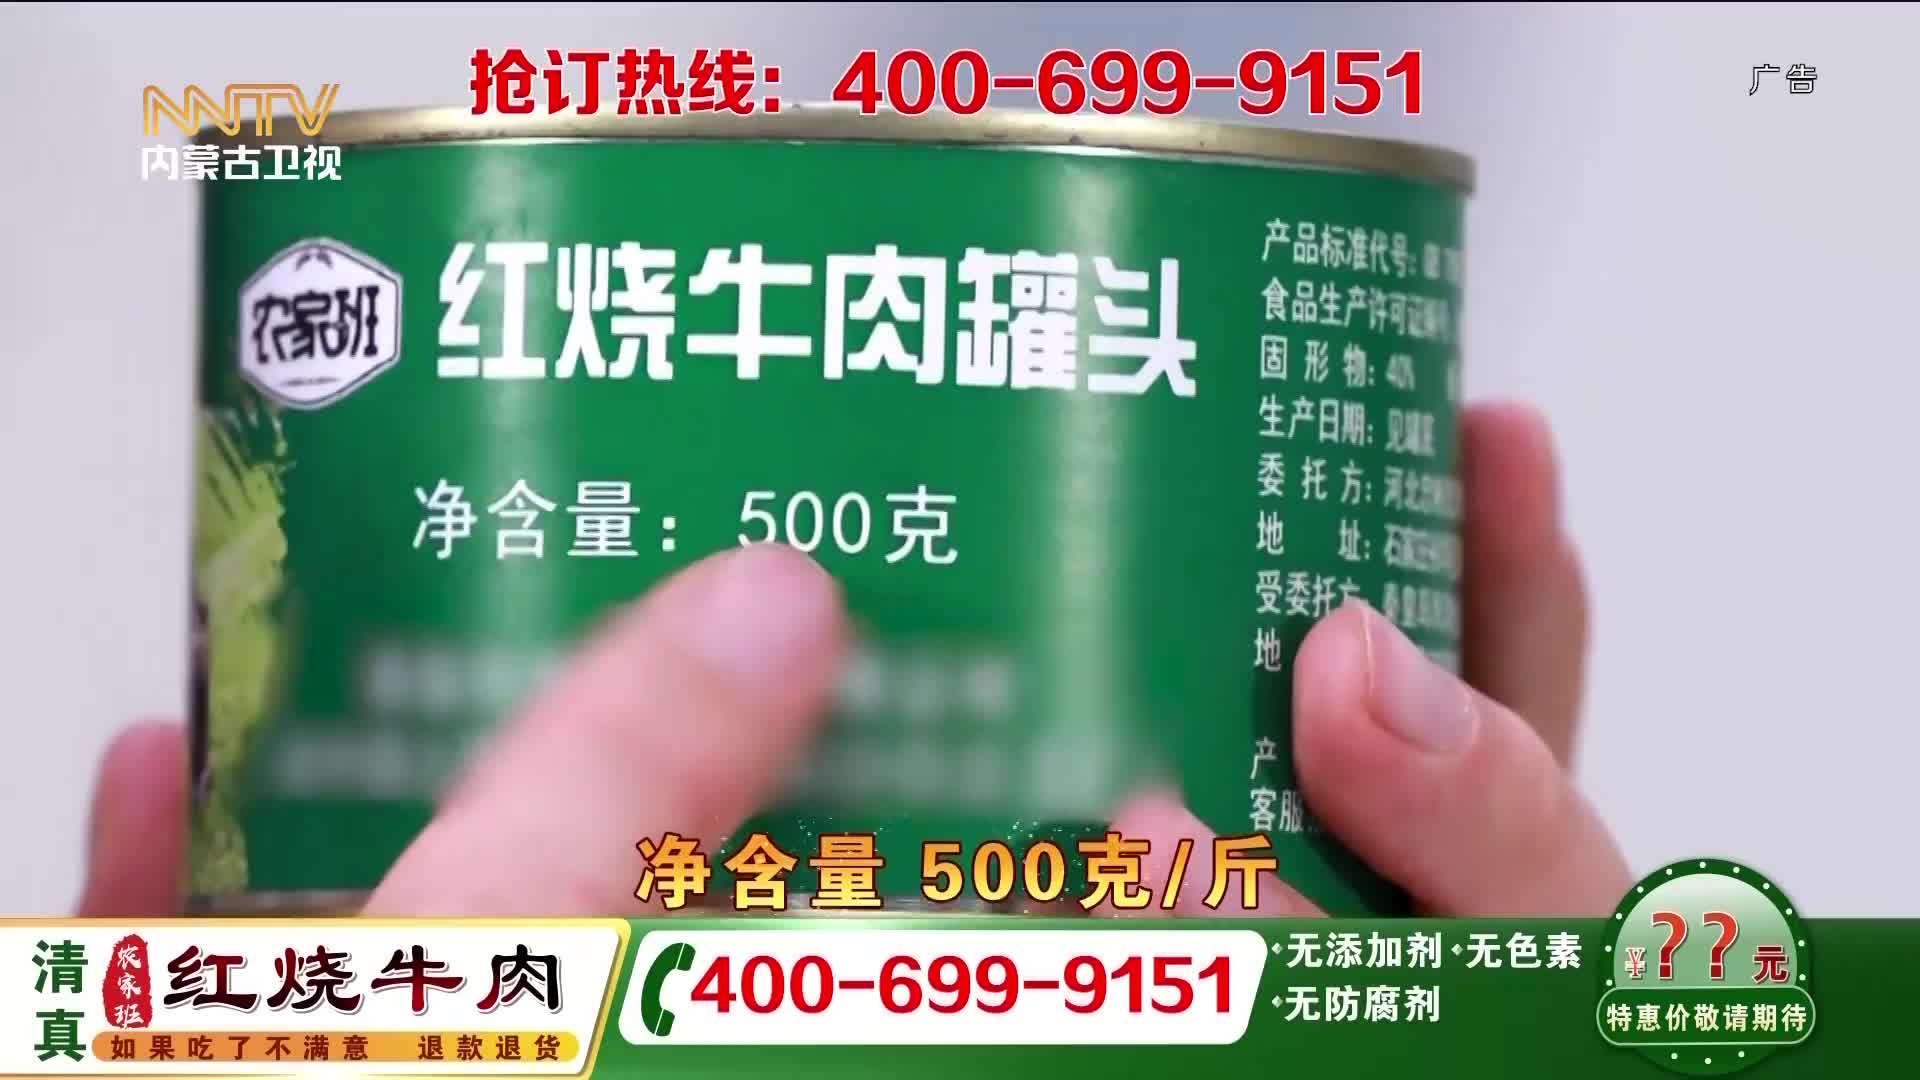 抢订热线：400-699-9151
广告
NNTV
内蒙古卫视
农家班
红烧牛肉罐头
净含量：500克
产品标准代号：
食品生产许可证编号
固形物：40%
生产日期：见罐底
委托方：河北
地址：石家庄
受委托方：秦皇岛
地
产
客服
净含量 500克/斤
清真
农家班
红烧牛肉
如果吃了不满意 退款退货
400-699-9151
·无添加剂·无色素
·无防腐剂
¥??元
特惠价敬请期待